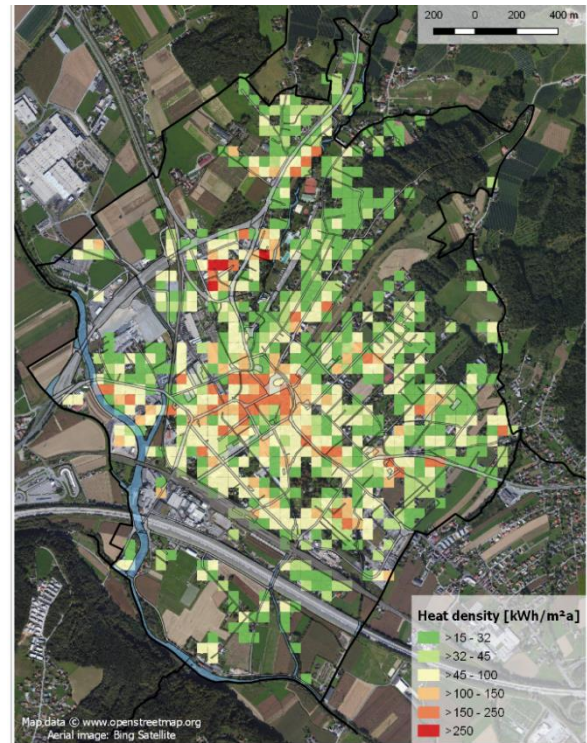 200 0 200 400 m
Heat density [kWh/m²a]
>15 - 32
>32 - 45
>45 - 100
>100 - 150
>150 - 250
>250
Map data © www.openstreetmap.org
Aerial image: Bing Satellite